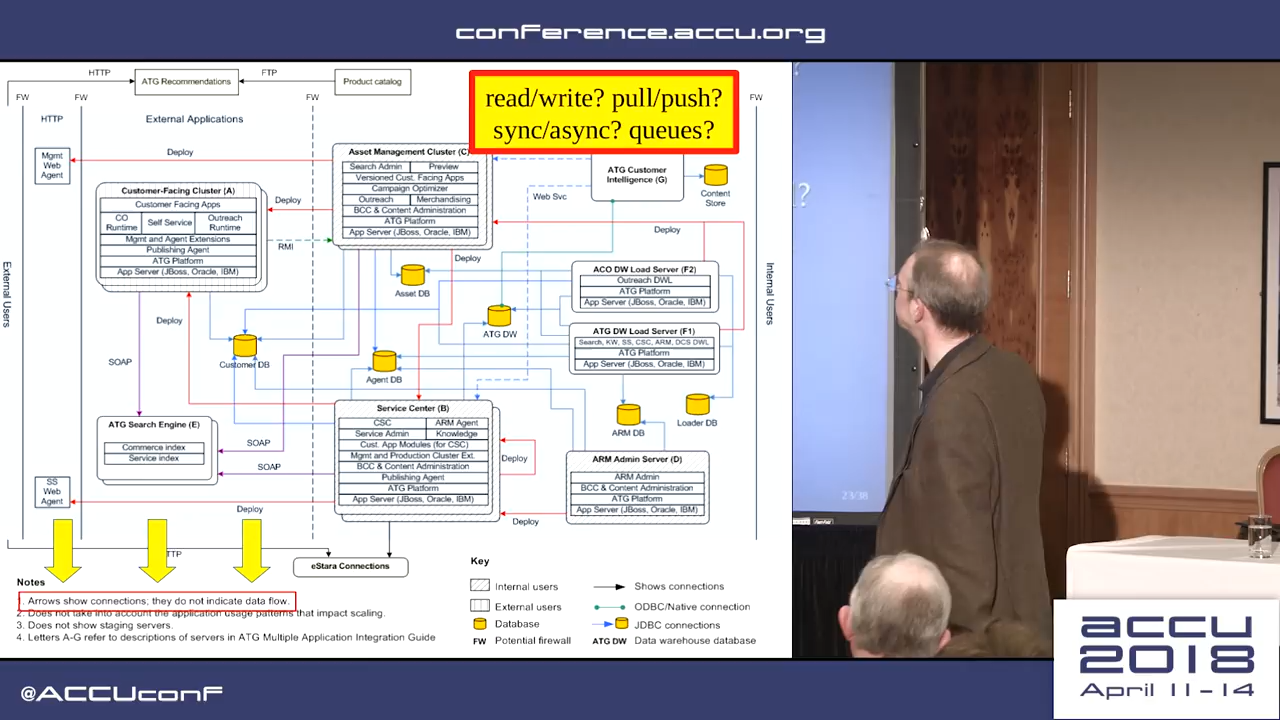 conference.accu.org
HTTP
ATG Recommendations
FTP
Product catalog
read/write? pull/push?
sync/async? queues?
FW
FW
FW
FW
HTTP
External Applications
Mgmt
Web
Agent
Deploy
Asset Management Cluster (C)
Search Admin
Preview
Versioned Cust. Facing Apps
Campaign Optimizer
Outreach
Merchandising
BCC & Content Administration
ATG Platform
App Server (JBoss, Oracle, IBM)
ATG Customer
Intelligence (G)
Content
Store
Web Svc
Customer-Facing Cluster (A)
Customer Facing Apps
CO
Runtime
Self Service
Outreach
Runtime
Mgmt and Agent Extensions
Publishing Agent
ATG Platform
App Server (JBoss, Oracle, IBM)
Deploy
RMI
Deploy
Deploy
External Users
Internal Users
Asset DB
ACO DW Load Server (F2)
Outreach DWL
ATG Platform
App Server (JBoss, Oracle, IBM)
ATG DW
Deploy
SOAP
Customer DB
Agent DB
ATG DW Load Server (F1)
Search, KW, SS, CSC, ARM, DCS DWL
ATG Platform
App Server (JBoss, Oracle, IBM)
ARM DB
Loader DB
ATG Search Engine (E)
Commerce index
Service index
SOAP
SOAP
Service Center (B)
CSC
ARM Agent
Service Admin
Knowledge
Cust. App Modules (for CSC)
Mgmt and Production Cluster Ext.
BCC & Content Administration
Publishing Agent
ATG Platform
App Server (JBoss, Oracle, IBM)
Deploy
ARM Admin Server (D)
ARM Admin
BCC & Content Administration
ATG Platform
App Server (JBoss, Oracle, IBM)
SS
Web
Agent
Deploy
Deploy
eStara Connections
Notes
1. Arrows show connections; they do not indicate data flow.
2. Does not take into account the application usage patterns that impact scaling.
3. Does not show staging servers.
4. Letters A-G refer to descriptions of servers in ATG Multiple Application Integration Guide
Key
Internal users
Shows connections
External users
ODBC/Native connection
Database
JDBC connections
FW
Potential firewall
ATG DW
Data warehouse database
23/38
accu
2018
April 11-14
@ACCUconf